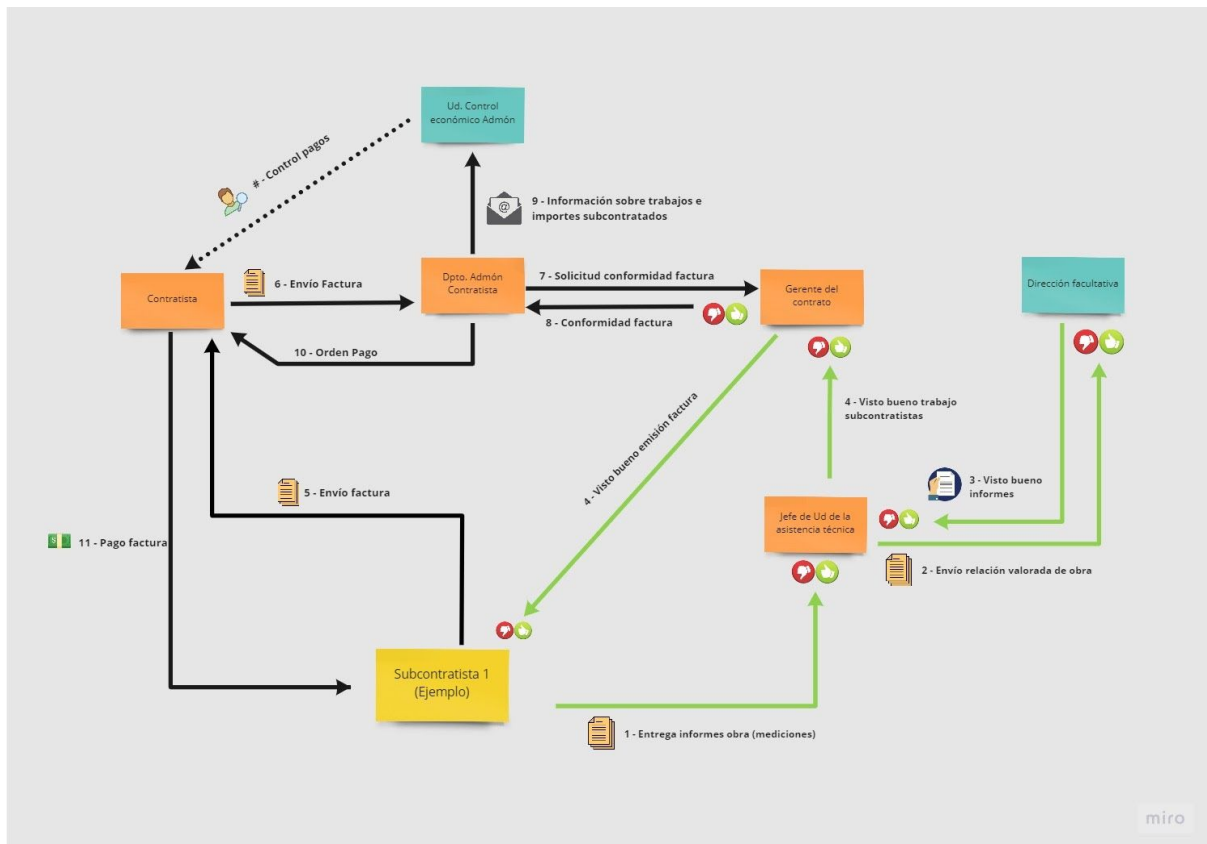 Ud. Control
económico Admón
# - Control pagos
@
9 - Información sobre trabajos e
importes subcontratados
Contratista
6 - Envío Factura
Dpto. Admón
Contratista
7 - Solicitud conformidad factura
8 - Conformidad factura
Gerente del
contrato
Dirección facultativa
10 - Orden Pago
4 - Visto bueno emisión factura
4 - Visto bueno trabajo
subcontratistas
3 - Visto bueno
informes
5 - Envío factura
Jefe de Ud de la
asistencia técnica
11 - Pago factura
2 - Envío relación valorada de obra
Subcontratista 1
(Ejemplo)
1 - Entrega informes obra (mediciones)
miro